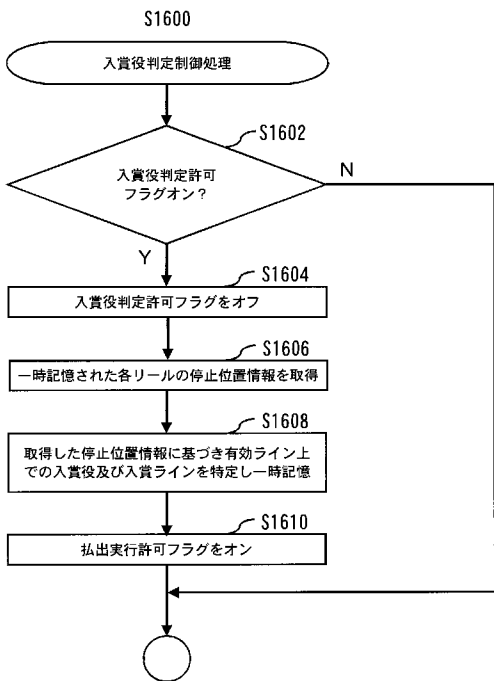 S1600
入賞役判定制御処理
S1602
入賞役判定許可
フラグオン？
N
Y
S1604
入賞役判定許可フラグをオフ
S1606
一時記憶された各リールの停止位置情報を取得
S1608
取得した停止位置情報に基づき有効ライン上
での入賞役及び入賞ラインを特定し一時記憶
S1610
払出実行許可フラグをオン